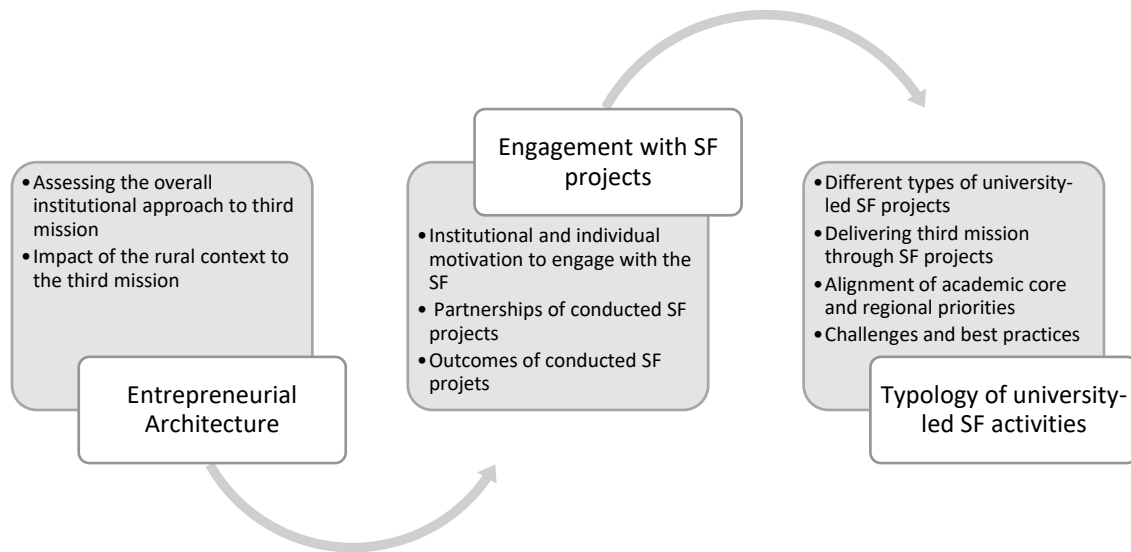 •Assessing the overall
institutional approach to third
mission
•Impact of the rural context to
the third mission
Entrepreneurial
Architecture
Engagement with SF
projects
•Institutional and individual
motivation to engage with the
SF
• Partnerships of conducted SF
projects
•Outcomes of conducted SF
projets
•Different types of university-
led SF projects
•Delivering third mission
through SF projects
•Alignment of academic core
and regional priorities
•Challenges and best practices
Typology of university-
led SF activities